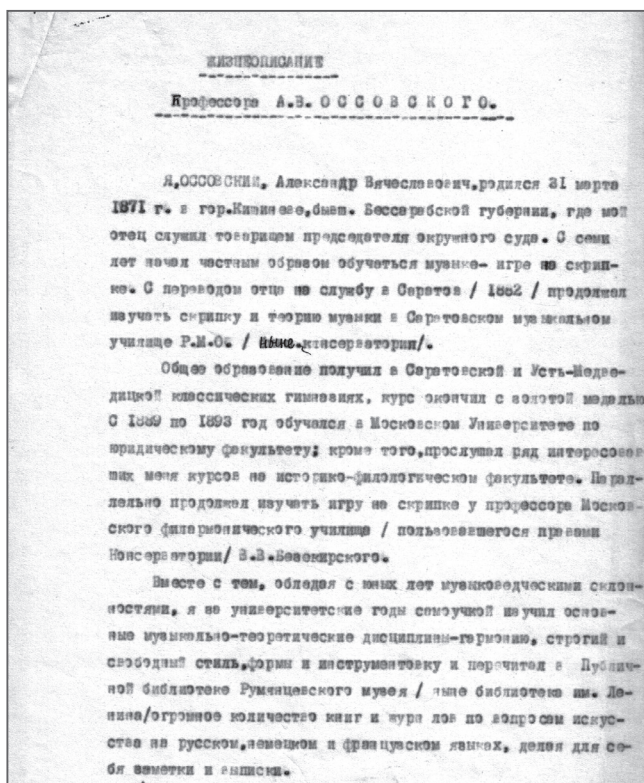 ЖИЗНЕОПИСАНИЕ
Профессора А.В. О С С О В С К О Г О.
Я,ОССОВСКИЙ, Александр Вячеславович,родился 31 марта
1871 г. в гор.Кишиневе,бывш. Бессарабской губернии, где мой
отец служил товарищем председателя окружного суда. С семи
лет начал частным образом обучаться музыке- игре на скрип-
ке. С переводом отца на службу в Саратов / 1882 / продолжал
изучать скрипку и теорию музыки в Саратовском музыкальном
училище Р.М.О. / ныне консерватории/.
Общее образование получил в Саратовской и Усть-Медве-
дицкой классических гимназиях, курс окончил с золотой медалью
С 1889 по 1893 год обучался в Московском Университете по
юридическому факультету; кроме того,прослушал ряд интересовав
ших меня курсов на историко-филологическом факультете. Парал-
лельно продолжал изучать игру на скрипке у профессора Москов-
ского филармонического училища / пользовавшегося правами
Консерватории/ В.В.Безекирского.
Вместе с тем, обладая с юных лет музыковедческими склон-
ностями, я за университетские годы самоучкой изучил основ-
ные музыкально-теоретические дисциплины-гармонию, строгий и
свободный стиль,формы и инструментовку и перечитал в Публич-
ной библиотеке Румянцевского музея / ныне библиотека им. Ле-
нина/огромное количество книг и журн лов по вопросам искус-
ства на русском,немецком и французском языках, делая для се-
бя заметки и выписки.